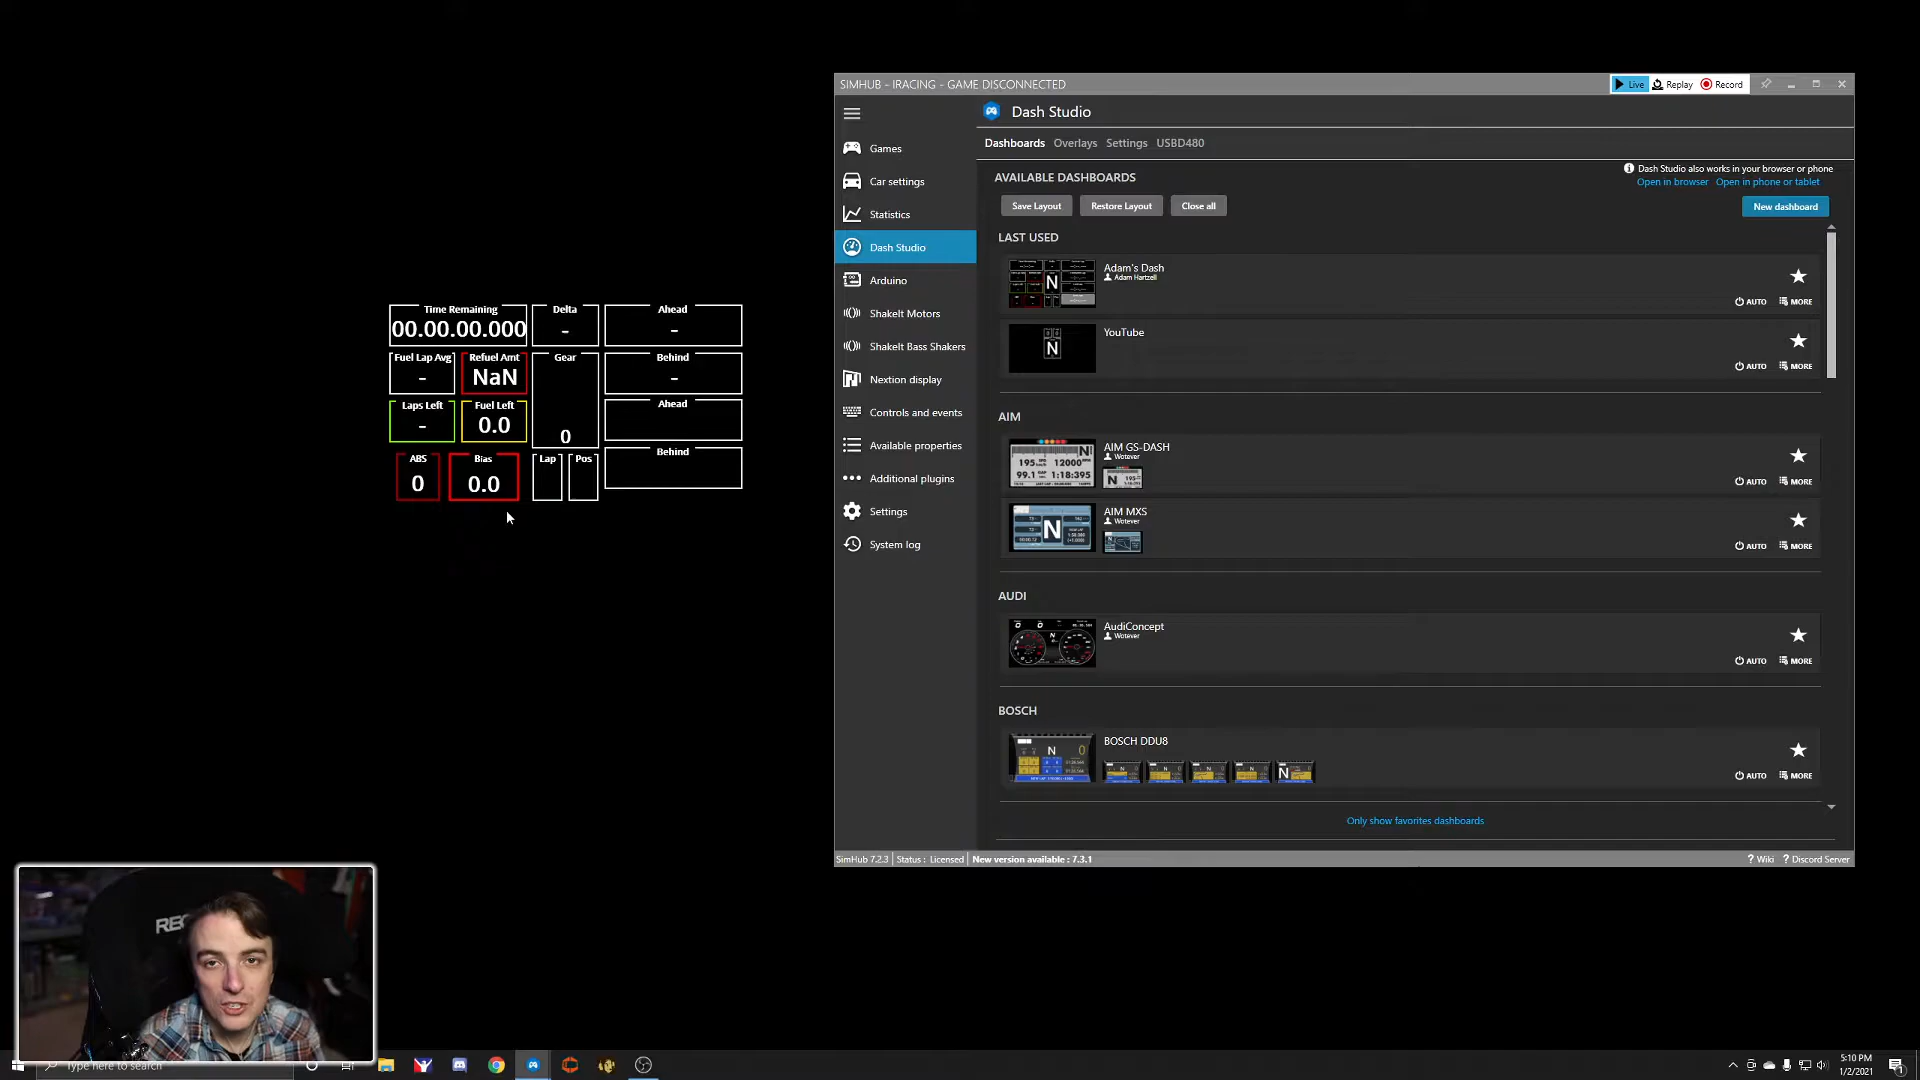 SIMHUB - IRACING - GAME DISCONNECTED
Live
Replay
Record
Dash Studio
Games
Car settings
Statistics
Dash Studio
Arduino
ShakeIt Motors
ShakeIt Bass Shakers
Nextion display
Controls and events
Available properties
Additional plugins
Settings
System log
Dashboards
Overlays
Settings
USBD480
Dash Studio also works in your browser or phone
Open in browser
Open in phone or tablet
AVAILABLE DASHBOARDS
Save Layout
Restore Layout
Close all
New dashboard
LAST USED
Adam's Dash
Adam Hartzell
N
AUTO
MORE
YouTube
N
AUTO
MORE
AIM
AIM GS-DASH
Wotever
195
12000
N
99.1
1:18:395
AUTO
MORE
AIM MXS
Wotever
N
AUTO
MORE
AUDI
AudiConcept
Wotever
AUTO
MORE
BOSCH
BOSCH DDU8
N
0
N
AUTO
MORE
Only show favorites dashboards
SimHub 7.2.3
Status : Licensed
New version available : 7.3.1
? Wiki
? Discord Server
Time Remaining
00.00.00.000
Delta
-
Ahead
-
Fuel Lap Avg
-
Refuel Amt
NaN
Gear
0
Behind
-
Laps Left
-
Fuel Left
0.0
Ahead
ABS
0
Bias
0.0
Lap
Pos
Behind
Type here to search
5:10 PM
1/2/2021